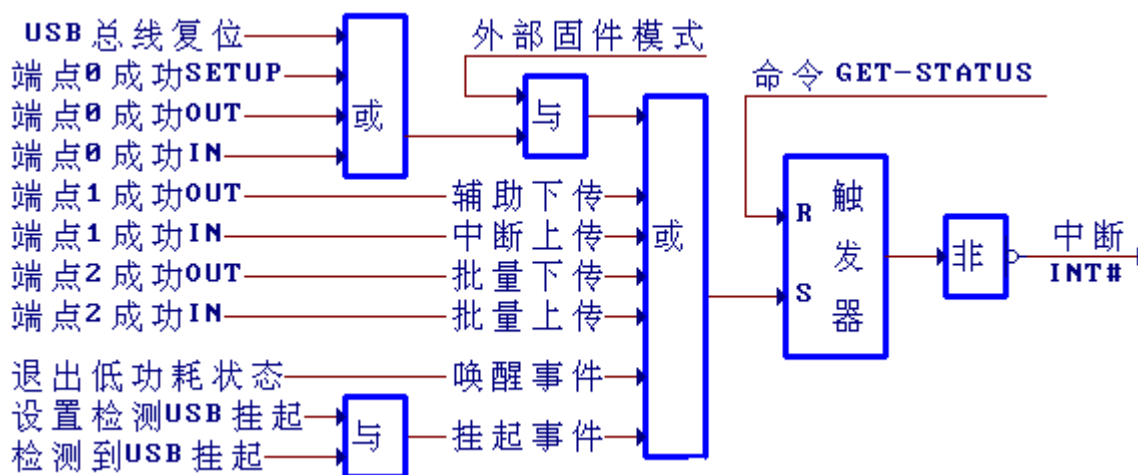 USB总线复位
外部固件模式
端点0成功SETUP
命令GET-STATUS
端点0成功OUT
或
与
端点0成功IN
端点1成功OUT
辅助下传
触发器
R
端点1成功IN
中断上传
或
中断
INT#
端点2成功OUT
批量下传
非
S
端点2成功IN
批量上传
退出低功耗状态
唤醒事件
设置检测USB挂起
与
挂起事件
检测到USB挂起